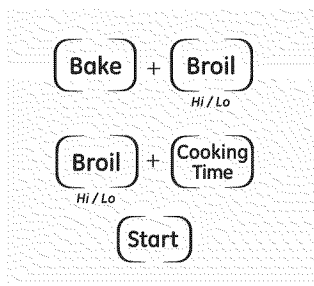 Bake + Broil
Hi / Lo
Broil + Cooking
Time
Hi / Lo
Start